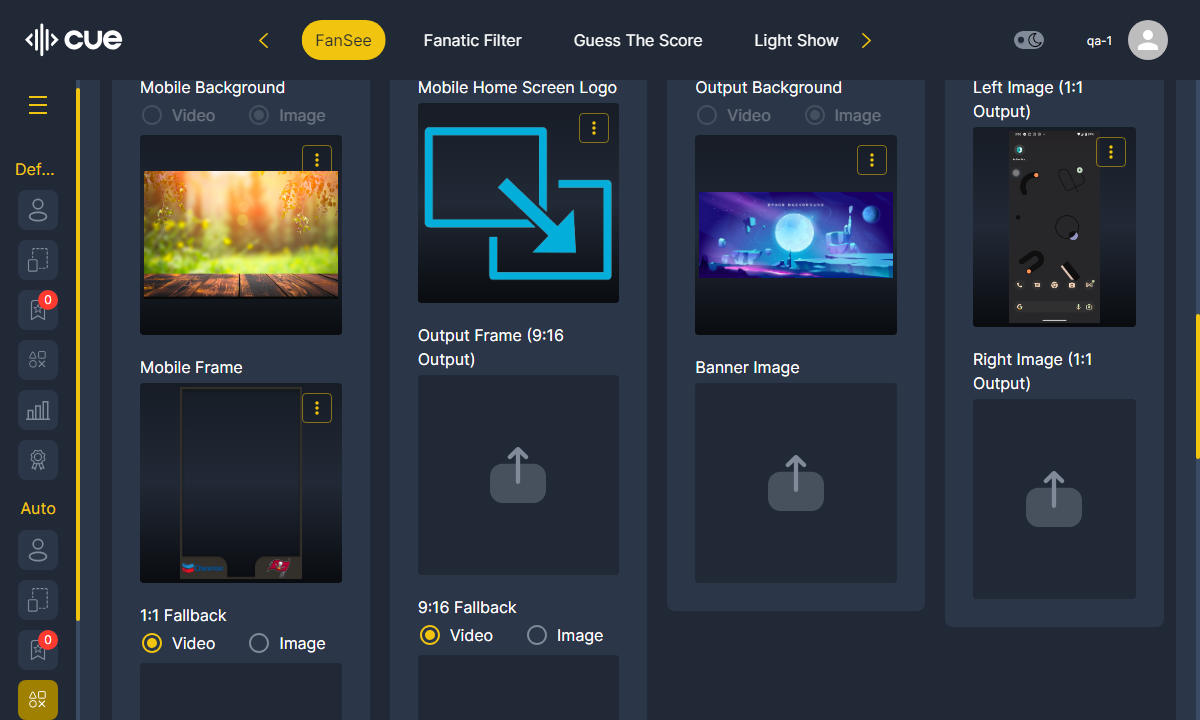 cue
FanSee
Fanatic Filter
Guess The Score
Light Show
qa-1
Def...
0
Auto
0
Mobile Background
Video
Image
Mobile Frame
1:1 Fallback
Video
Image
Mobile Home Screen Logo
Output Frame (9:16
Output)
9:16 Fallback
Video
Image
Output Background
Video
Image
Banner Image
Left Image (1:1
Output)
Right Image (1:1
Output)